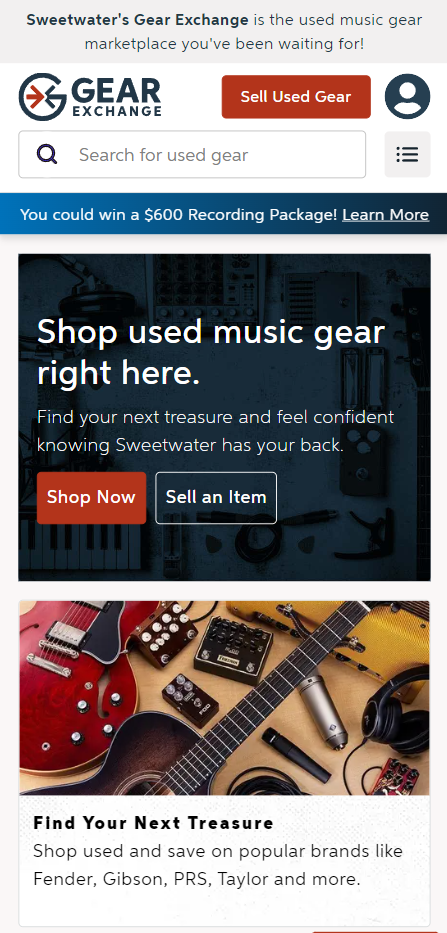 Sweetwater's Gear Exchange is the used music gear
marketplace you've been waiting for!
GEAR
EXCHANGE
Sell Used Gear
Search for used gear
You could win a $600 Recording Package! Learn More
Shop used music gear
right here.
Find your next treasure and feel confident
knowing Sweetwater has your back.
Shop Now
Sell an Item
Find Your Next Treasure
Shop used and save on popular brands like
Fender, Gibson, PRS, Taylor and more.